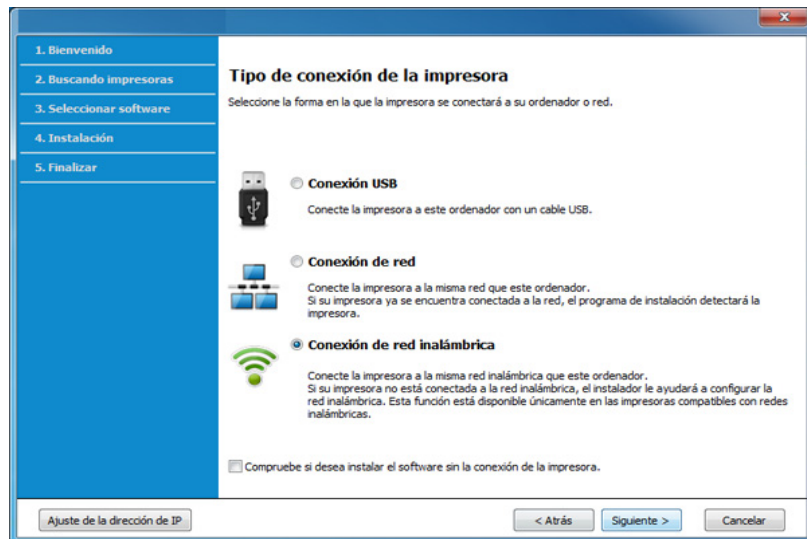 1. Bienvenido
2. Buscando impresoras
3. Seleccionar software
4. Instalación
5. Finalizar
Tipo de conexión de la impresora
Seleccione la forma en la que la impresora se conectará a su ordenador o red.
Conexión USB
Conecte la impresora a este ordenador con un cable USB.
Conexión de red
Conecte la impresora a la misma red que este ordenador.
Si su impresora ya se encuentra conectada a la red, el programa de instalación detectará la
impresora.
Conexión de red inalámbrica
Conecte la impresora a la misma red inalámbrica que este ordenador.
Si su impresora no está conectada a la red inalámbrica, el instalador le ayudará a configurar la
red inalámbrica. Esta función está disponible únicamente en las impresoras compatibles con redes
inalámbricas.
Compruebe si desea instalar el software sin la conexión de la impresora.
Ajuste de la dirección de IP
< Atrás
Siguiente >
Cancelar